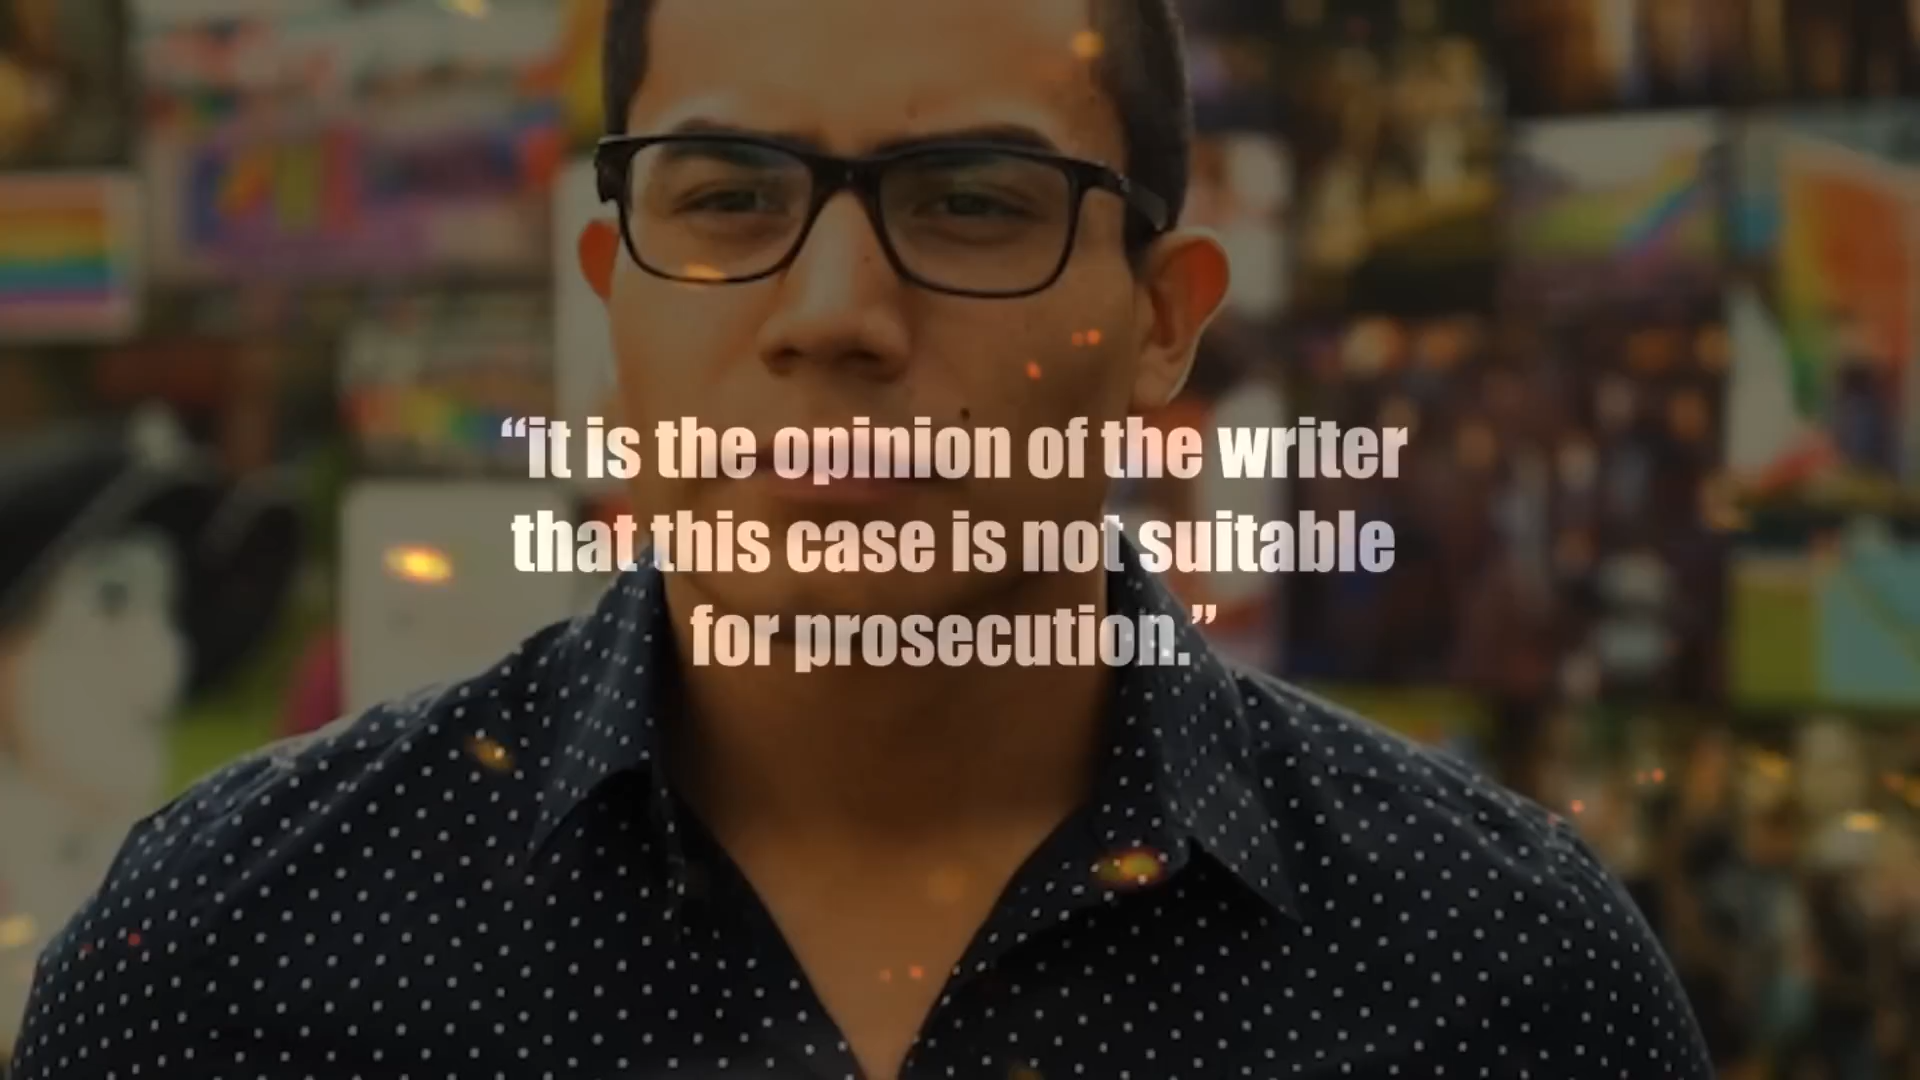 “it is the opinion of the writer
that this case is not suitable
for prosecution.”